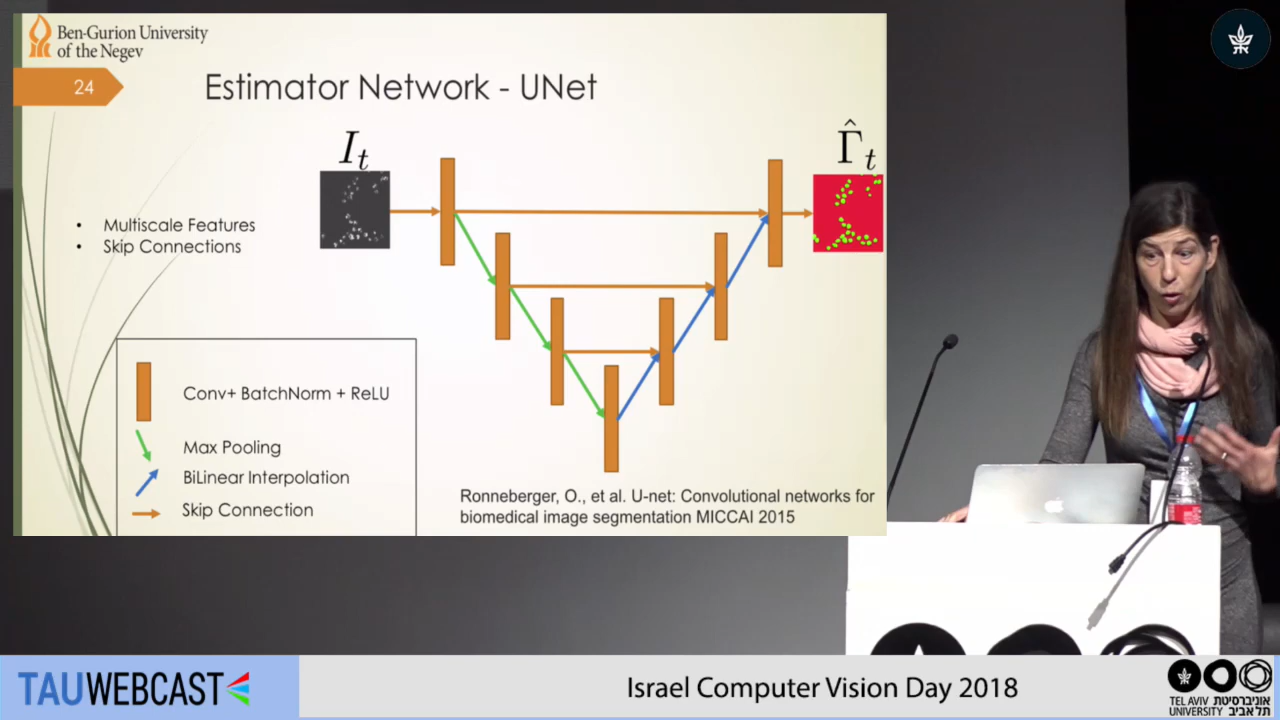 Ben-Gurion University
of the Negev
24
Estimator Network - UNet
I_t
Γ̂_t
• Multiscale Features
• Skip Connections
Conv+ BatchNorm + ReLU
Max Pooling
BiLinear Interpolation
Skip Connection
Ronneberger, O., et al. U-net: Convolutional networks for
biomedical image segmentation MICCAI 2015
TAUWEBCAST
Israel Computer Vision Day 2018
TEL AVIV אוניברסיטת
UNIVERSITY תל אביב